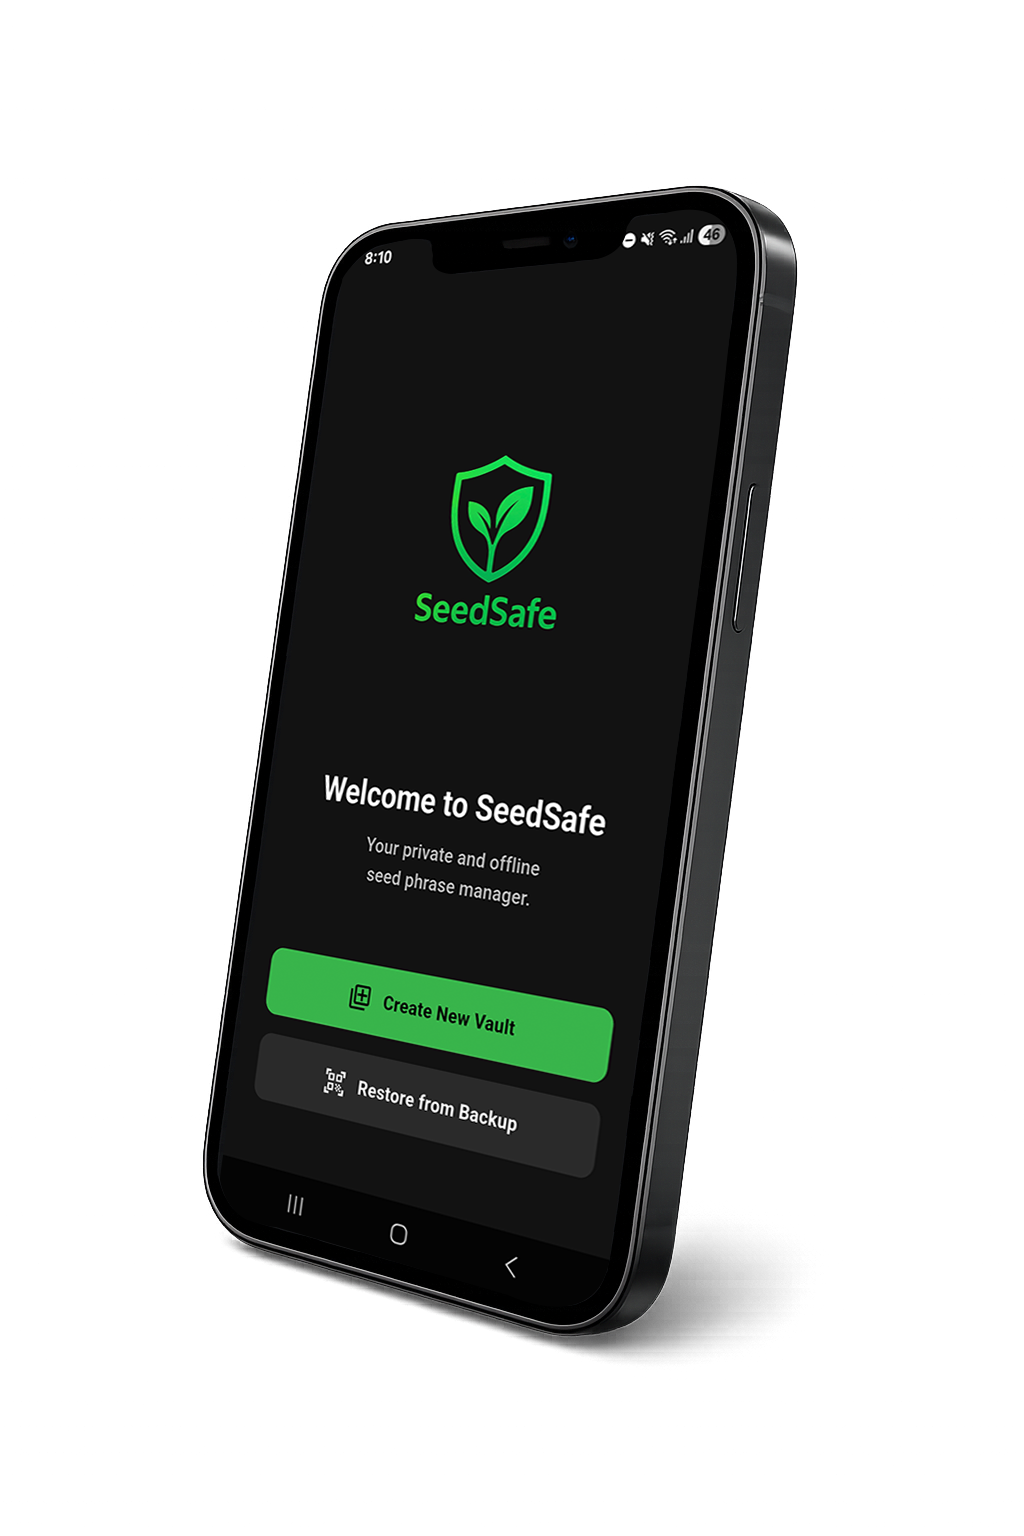 8:10
46
SeedSafe
Welcome to SeedSafe
Your private and offline
seed phrase manager.
Create New Vault
Restore from Backup